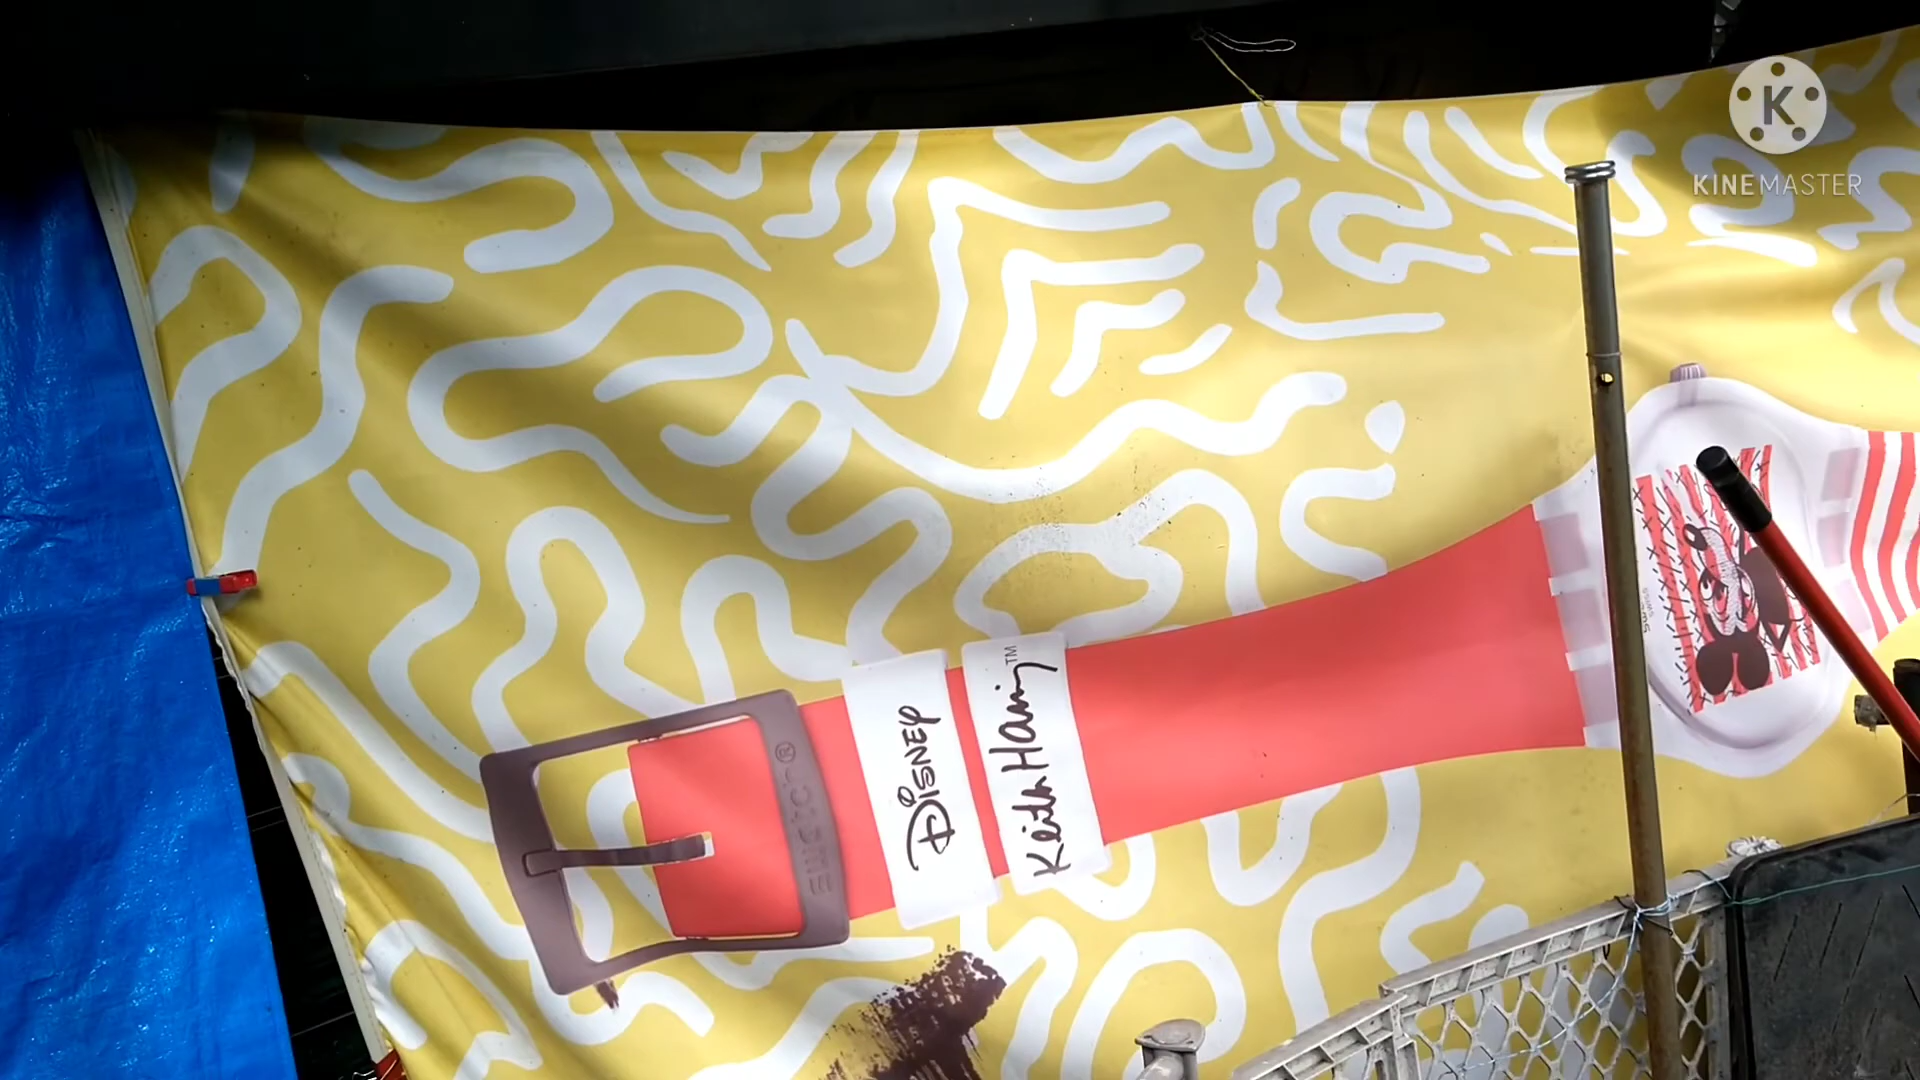 K
KINEMASTER
DISNEY
Keith Haring™
swatch®